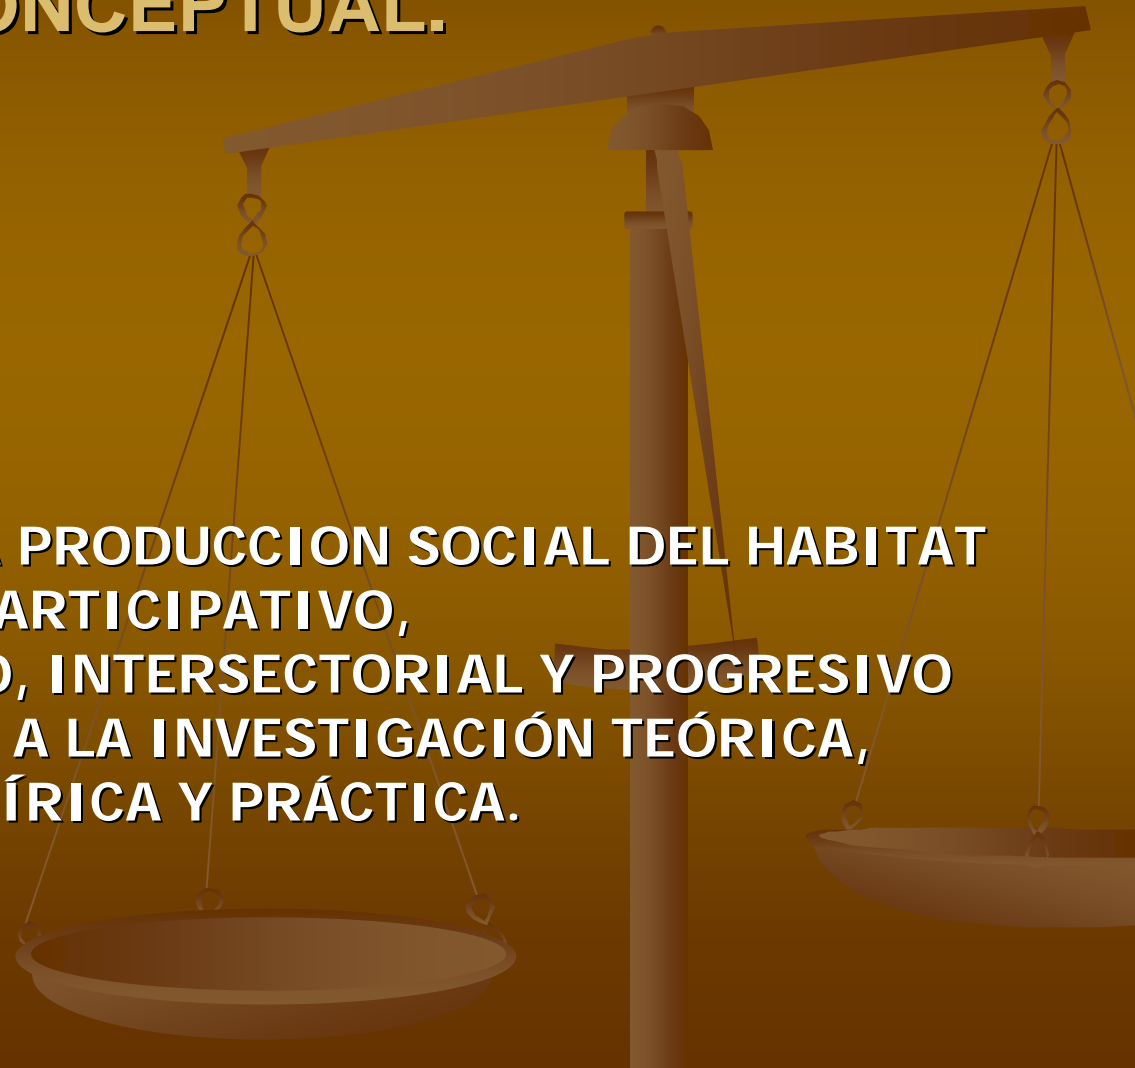 ONCEPTUAL.
PRODUCCION SOCIAL DEL HABITAT
ARTICIPATIVO,
O, INTERSECTORIAL Y PROGRESIVO
A LA INVESTIGACIÓN TEÓRICA,
ÍRICA Y PRÁCTICA.